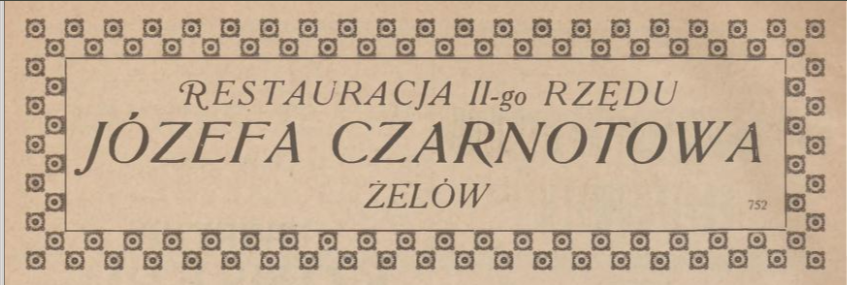 RESTAURACJA II-go RZĘDU
JÓZEFA CZARNOTOWA
ŻELÓW
752